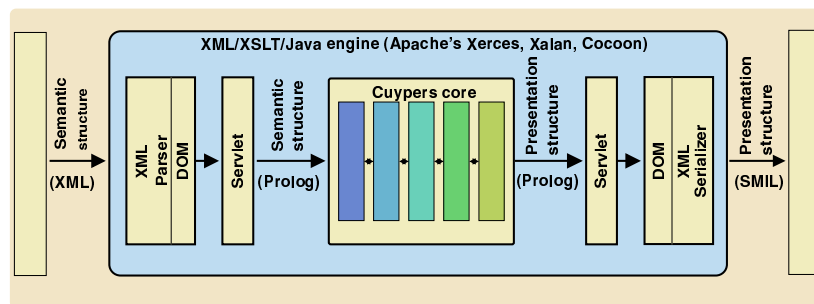 XML/XSLT/Java engine (Apache's Xerces, Xalan, Cocoon)
Semantic
structure
(XML)
XML
Parser
DOM
Servlet
Semantic
structure
(Prolog)
Cuypers core
Presentation
structure
(Prolog)
Servlet
DOM
XML
Serializer
Presentation
structure
(SMIL)